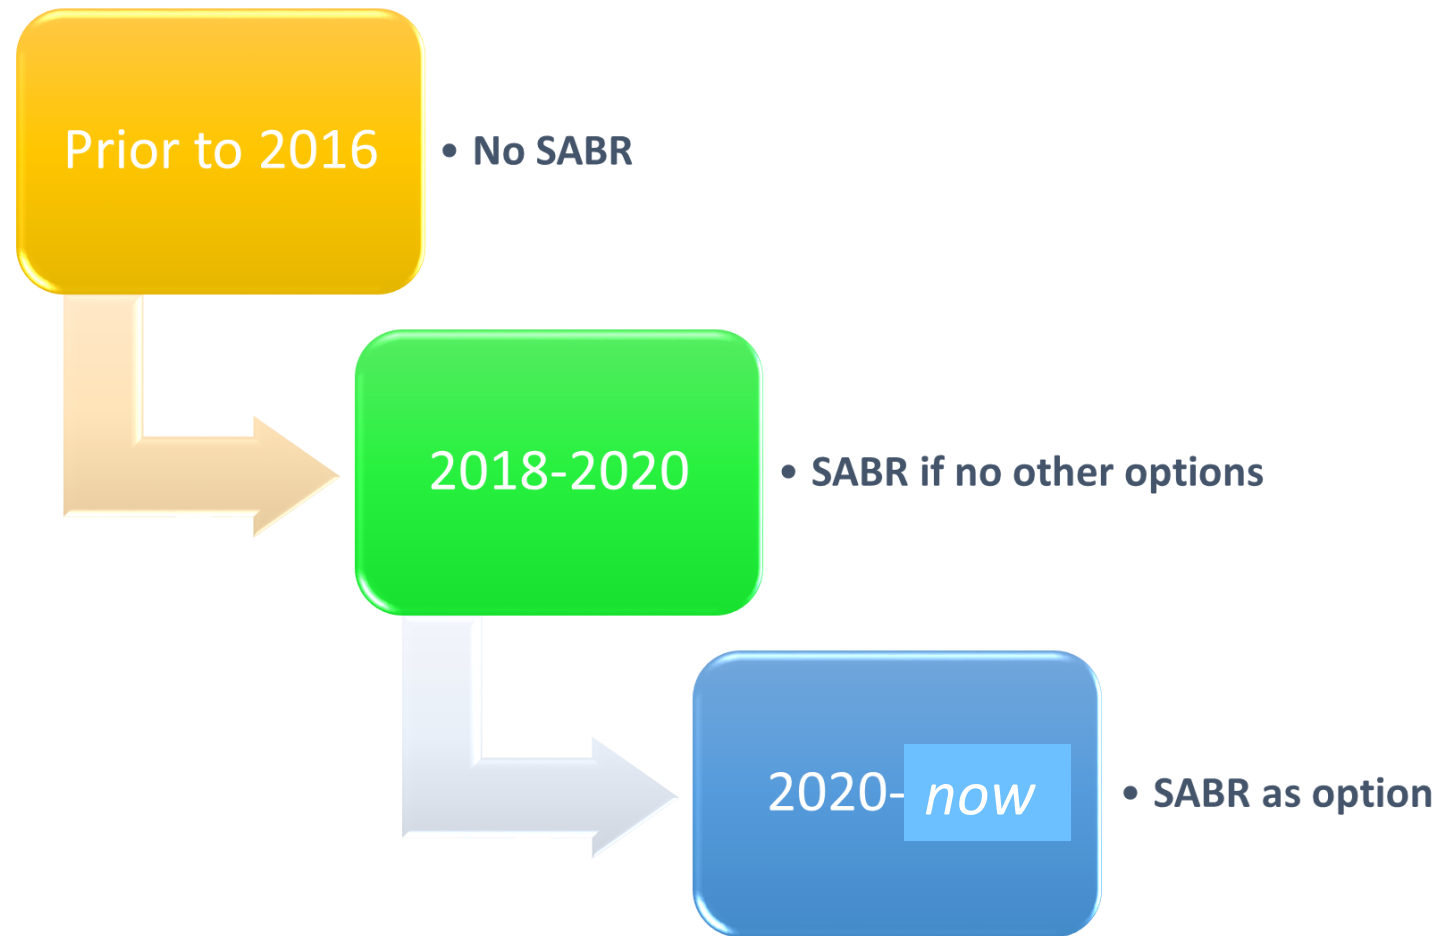 Prior to 2016
• No SABR
2018-2020
• SABR if no other options
2020- now
• SABR as option